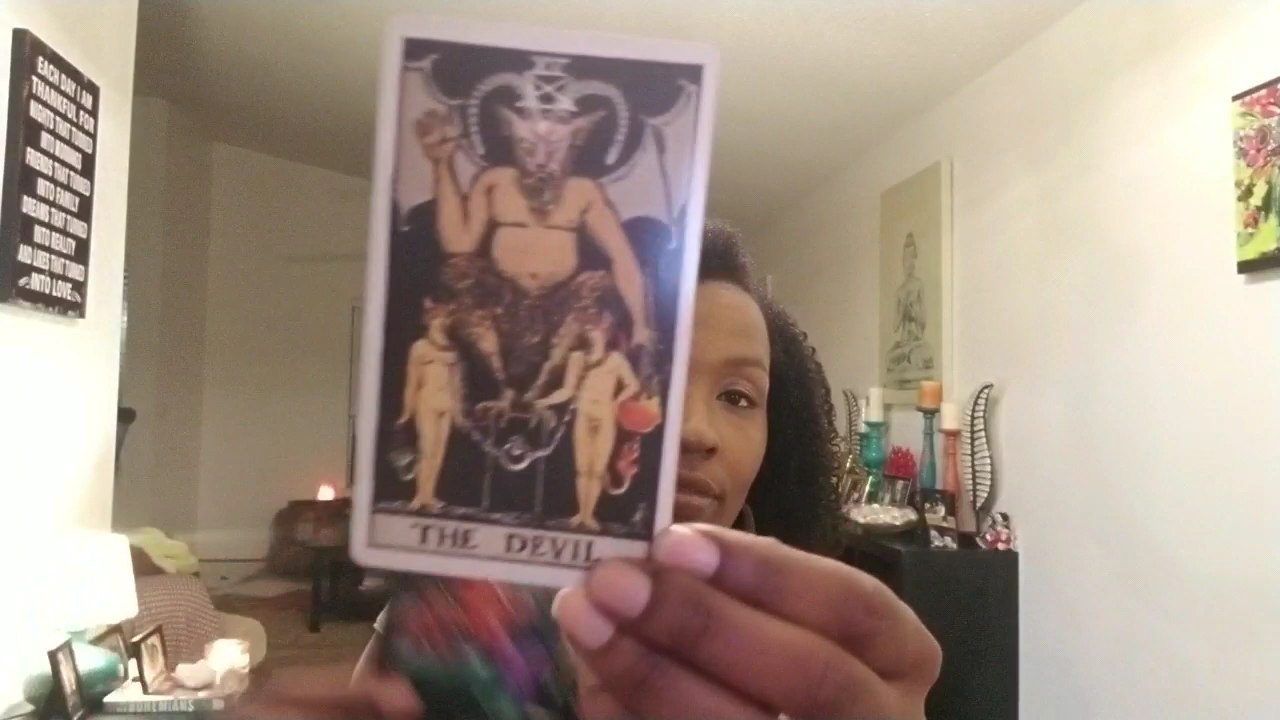 EACH DAY I AM
THANKFUL FOR
NIGHTS THAT TURNED
INTO MORNINGS
FRIENDS THAT TURNED
INTO FAMILY
DREAMS THAT TURNED
INTO REALITY
AND LIKES THAT TURNED
INTO LOVE
THE DEVIL
BOHEMIANS